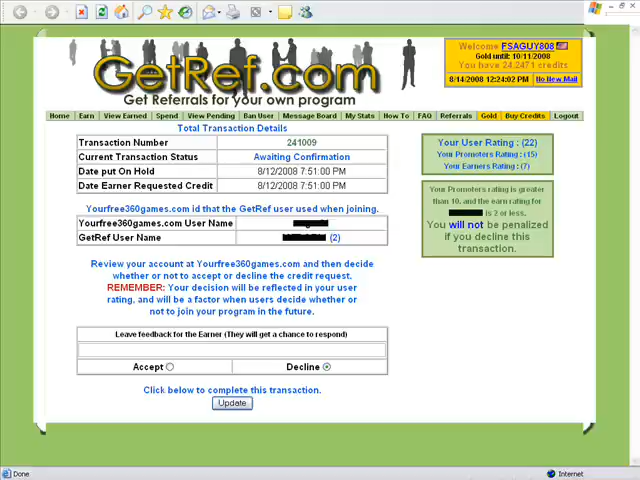 Welcome FSAGUY808
Gold until: 10/11/2008
You have 24.2471 credits
8/14/2008 12:24:02 PM No New Mail
GetRef.com
Get Referrals for your own program
Home Earn View Earned Spend View Pending Ban User Message Board My Stats How To FAQ Referrals Gold Buy Credits Logout
Total Transaction Details
Transaction Number 241009
Current Transaction Status Awaiting Confirmation
Date put On Hold 8/12/2008 7:51:00 PM
Date Earner Requested Credit 8/12/2008 7:51:00 PM
Yourfree360games.com id that the GetRef user used when joining.
Yourfree360games.com User Name
GetRef User Name (2)
Review your account at Yourfree360games.com and then decide
whether or not to accept or decline the credit request.
REMEMBER: Your decision will be reflected in your user
rating, and will be a factor when users decide whether or
not to join your program in the future.
Leave feedback for the Earner (They will get a chance to respond)
Accept Decline
Click below to complete this transaction.
Update
Your User Rating : (22)
Your Promoters Rating : (15)
Your Earners Rating : (7)
Your Promoters rating is greater
than 10, and the earn rating for
is 2 or less.
You will not be penalized
if you decline this
transaction.
Done Internet